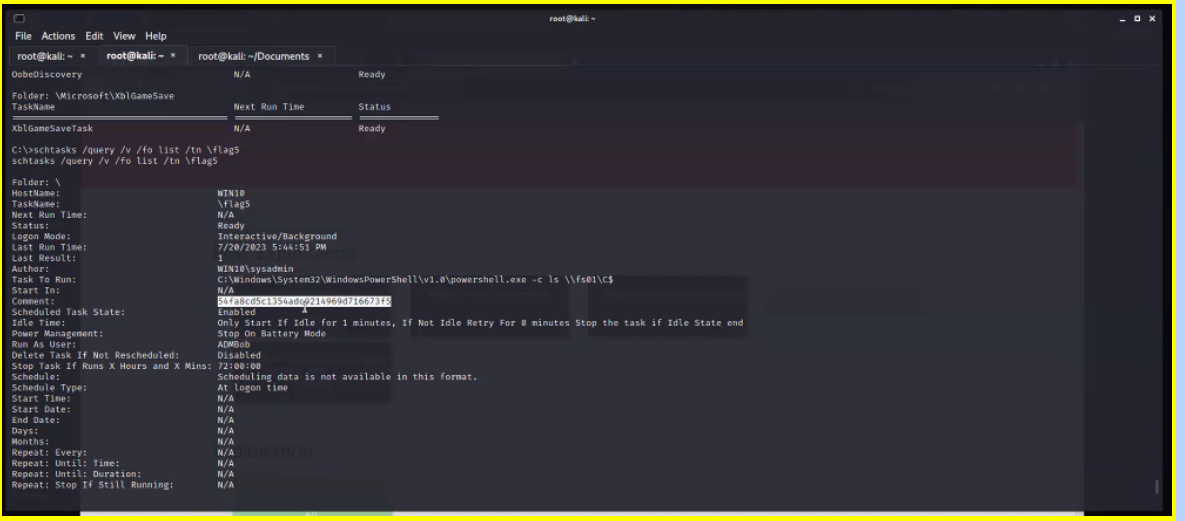 root@kali: ~
File Actions Edit View Help
root@kali: ~ × root@kali: ~ × root@kali: ~/Documents ×
OobeDiscovery N/A Ready
Folder: \Microsoft\XblGameSave
TaskName Next Run Time Status
XblGameSaveTask N/A Ready
C:\>schtasks /query /v /fo list /tn \flag5
schtasks /query /v /fo list /tn \flag5
Folder: \
HostName: WIN10
TaskName: \flag5
Next Run Time: N/A
Status: Ready
Logon Mode: Interactive/Background
Last Run Time: 7/20/2023 5:44:51 PM
Last Result: 1
Author: WIN10\sysadmin
Task To Run: C:\Windows\System32\WindowsPowerShell\v1.0\powershell.exe -c ls \\fs01\C$
Start In: N/A
Comment: 54fa8cd5c1354adc9214969d716673f5
Scheduled Task State: Enabled
Idle Time: Only Start If Idle for 1 minutes, If Not Idle Retry For 0 minutes Stop the task if Idle State end
Power Management: Stop On Battery Mode
Run As User: ADMBob
Delete Task If Not Rescheduled: Disabled
Stop Task If Runs X Hours and X Mins: 72:00:00
Schedule: Scheduling data is not available in this format.
Schedule Type: At logon time
Start Time: N/A
Start Date: N/A
End Date: N/A
Days: N/A
Months: N/A
Repeat: Every: N/A
Repeat: Until: Time: N/A
Repeat: Until: Duration: N/A
Repeat: Stop If Still Running: N/A